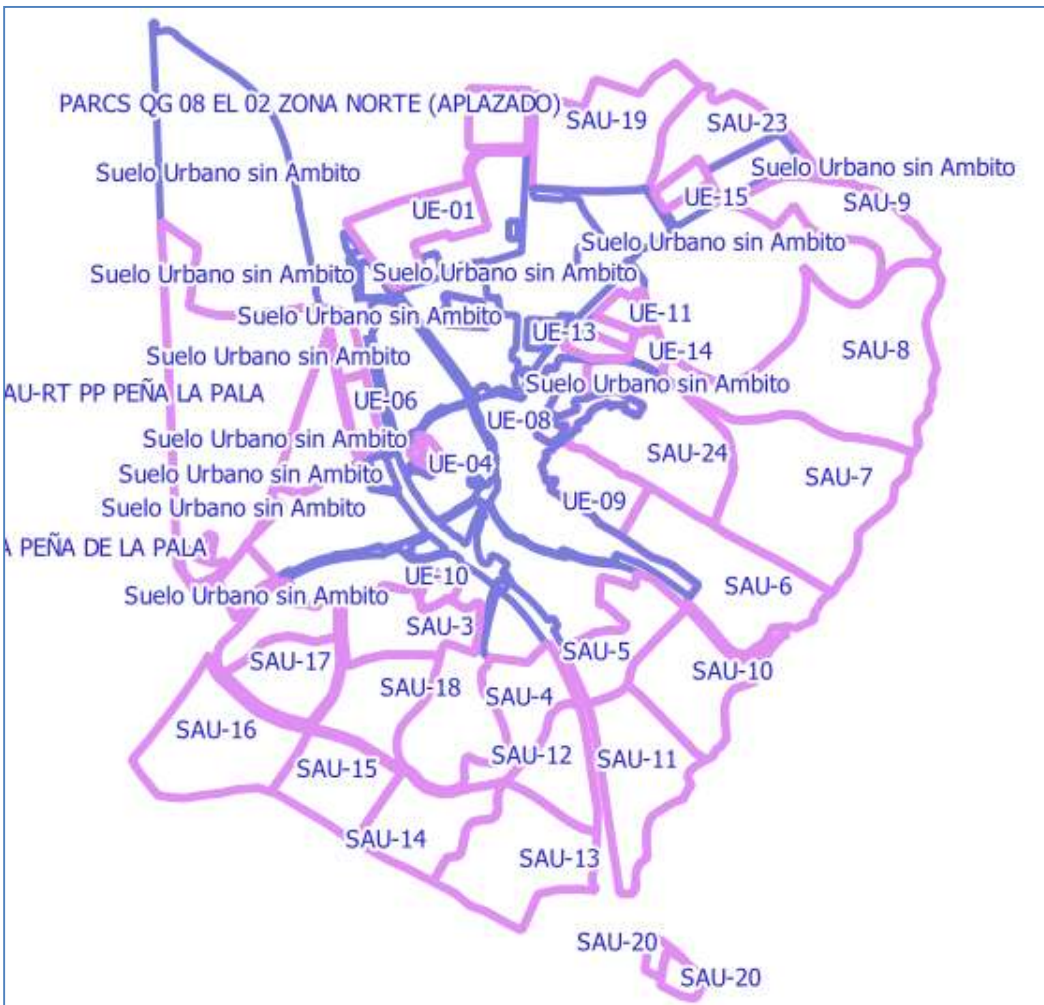 PARCS QG 08 EL 02 ZONA NORTE (APLAZADO)
SAU-19
SAU-23
Suelo Urbano sin Ambito
Suelo Urbano sin Ambito
UE-15
SAU-9
UE-01
Suelo Urbano sin Ambito
Suelo Urbano sin Ambito
Suelo Urbano sin Ambito
Suelo Urbano sin Ambito
UE-11
UE-13
Suelo Urbano sin Ambito
UE-14
SAU-8
Suelo Urbano sin Ambito
AU-RT PP PEÑA LA PALA
UE-06
UE-08
Suelo Urbano sin Ambito
SAU-24
UE-04
SAU-7
Suelo Urbano sin Ambito
UE-09
Suelo Urbano sin Ambito
A PEÑA DE LA PALA
UE-10
SAU-6
Suelo Urbano sin Ambito
SAU-3
SAU-5
SAU-17
SAU-10
SAU-18
SAU-4
SAU-16
SAU-12
SAU-11
SAU-15
SAU-14
SAU-13
SAU-20
SAU-20